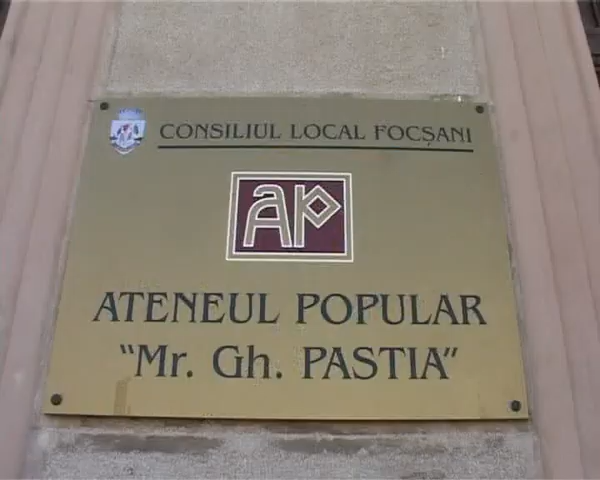 CONSILIUL LOCAL FOCȘANI
AP
ATENEUL POPULAR
"Mr. Gh. PASTIA"